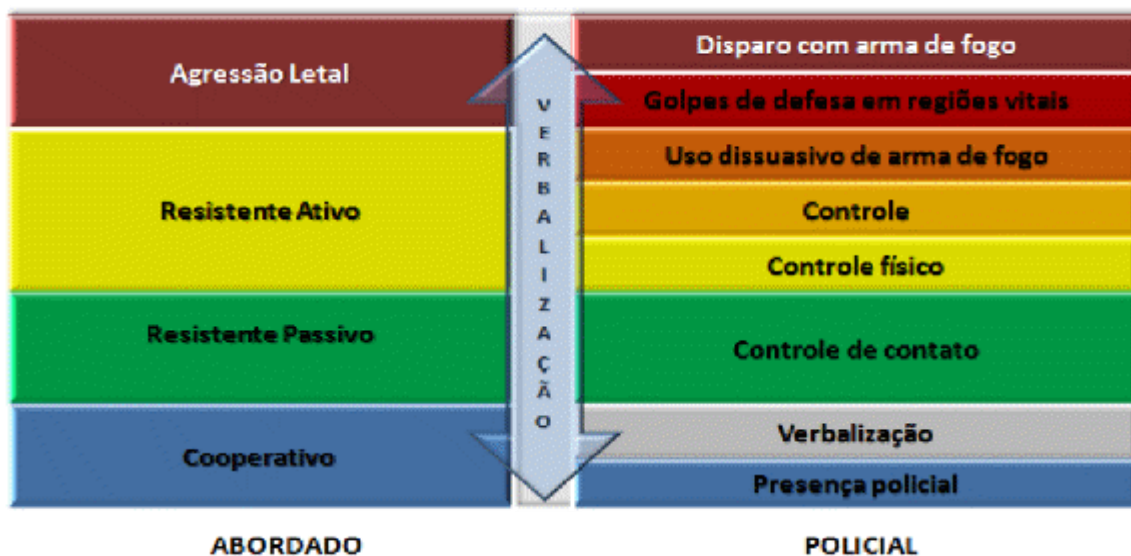 Agressão Letal
Resistente Ativo
Resistente Passivo
Cooperativo
ABORDADO
VERBALIZAÇÃO
Disparo com arma de fogo
Golpes de defesa em regiões vitais
Uso dissuasivo de arma de fogo
Controle
Controle físico
Controle de contato
Verbalização
Presença policial
POLICIAL